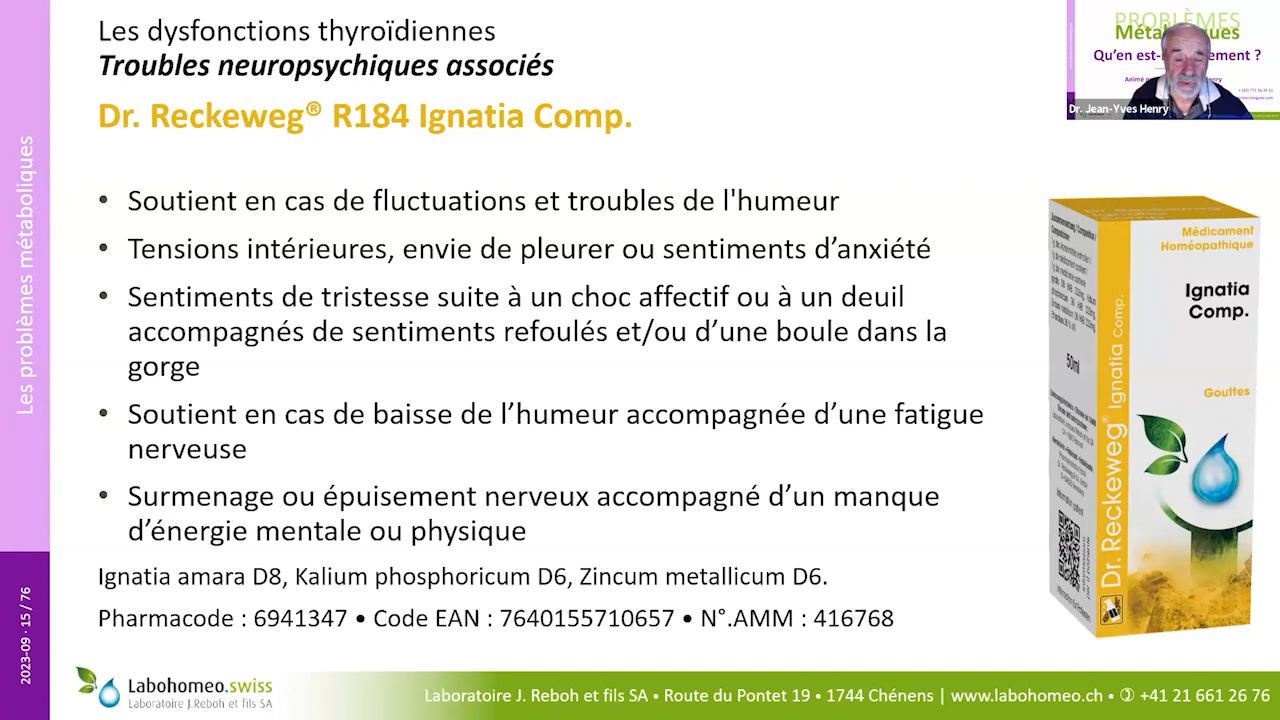 Les dysfonctions thyroïdiennes
Troubles neuropsychiques associés
Dr. Reckeweg® R184 Ignatia Comp.
• Soutient en cas de fluctuations et troubles de l'humeur
• Tensions intérieures, envie de pleurer ou sentiments d’anxiété
• Sentiments de tristesse suite à un choc affectif ou à un deuil
accompagnés de sentiments refoulés et/ou d’une boule dans la
gorge
• Soutient en cas de baisse de l’humeur accompagnée d’une fatigue
nerveuse
• Surmenage ou épuisement nerveux accompagné d’un manque
d’énergie mentale ou physique
Ignatia amara D8, Kalium phosphoricum D6, Zincum metallicum D6.
Pharmacode : 6941347 • Code EAN : 7640155710657 • N°.AMM : 416768
Les problèmes métaboliques
2023-09 · 15 / 76
PROBLÈMES
Qu’en
?
Dr. Jean-Yves Henry
Médicament
Homéopathique
Ignatia
Comp.
Gouttes
Dr. Reckeweg® Ignatia Comp.
50ml
Labohomeo.swiss
Laboratoire J.Reboh et fils SA
Laboratoire J. Reboh et fils SA • Route du Pontet 19 • 1744 Chénens | www.labohomeo.ch • ✆ +41 21 661 26 76